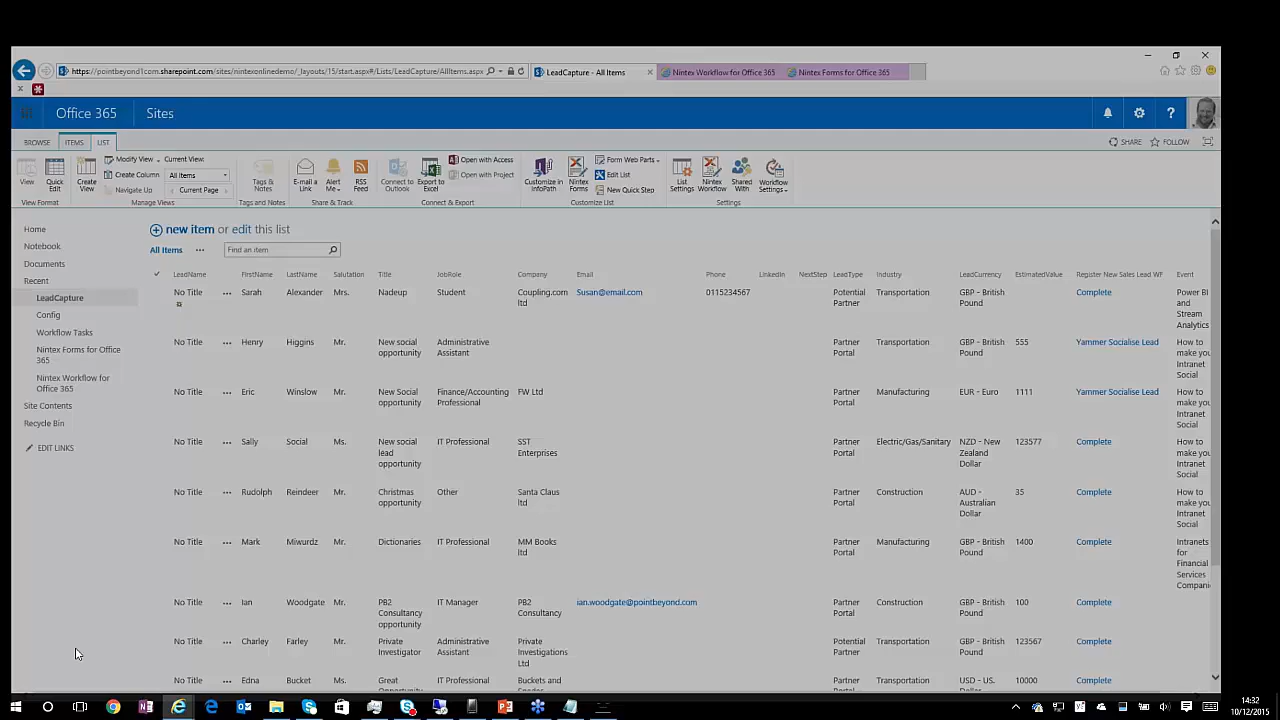 https://pointbeyond1com.sharepoint.com/sites/nintexonlinedemo/_layouts/15/start.aspx#/Lists/LeadCapture/AllItems.aspx
LeadCapture - All Items
Nintex Workflow for Office 365
Nintex Forms for Office 365
Office 365
Sites
BROWSE ITEMS LIST
SHARE FOLLOW
View
Quick Edit
Create View
Modify View
Create Column
Navigate Up
Current View:
All Items
Current Page
Tags & Notes
E-mail a Link
Alert Me
RSS Feed
Connect to Outlook
Export to Excel
Open with Access
Open with Project
Customize in InfoPath
Nintex Forms
Form Web Parts
Edit List
New Quick Step
List Settings
Nintex Workflow
Shared With
Workflow Settings
View Format Manage Views Tags and Notes Share & Track Connect & Export Customize List Settings
Home
Notebook
Documents
Recent
LeadCapture
Config
Workflow Tasks
Nintex Forms for Office 365
Nintex Workflow for Office 365
Site Contents
Recycle Bin
EDIT LINKS
new item or edit this list
All Items ... Find an item
LeadName FirstName LastName Salutation Title JobRole Company Email Phone LinkedIn NextStep LeadType Industry LeadCurrency EstimatedValue Register New Sales Lead WF Event
No Title ... Sarah Alexander Mrs. Nadeup Student Coupling.com ltd Susan@email.com 0115234567 Potential Partner Transportation GBP - British Pound Complete Power BI and Stream Analytics
No Title ... Henry Higgins Mr. New social opportunity Administrative Assistant Partner Portal Transportation GBP - British Pound 555 Yammer Socialise Lead How to make you Intranet Social
No Title ... Eric Winslow Mr. New Social opportunity Finance/Accounting Professional FW Ltd Partner Portal Manufacturing EUR - Euro 1111 Yammer Socialise Lead How to make you Intranet Social
No Title ... Sally Social Ms. New social lead opportunity IT Professional SST Enterprises Partner Portal Electric/Gas/Sanitary NZD - New Zealand Dollar 123577 Complete How to make you Intranet Social
No Title ... Rudolph Reindeer Mr. Christmas opportunity Other Santa Claus ltd Partner Portal Construction AUD - Australian Dollar 35 Complete How to make you Intranet Social
No Title ... Mark Miwurdz Mr. Dictionaries IT Professional MM Books ltd Partner Portal Manufacturing GBP - British Pound 1400 Complete Intranets for Financial Services Compani
No Title ... Ian Woodgate Mr. PB2 Consultancy opportunity IT Manager PB2 Consultancy ian.woodgate@pointbeyond.com Partner Portal Construction GBP - British Pound 100 Complete
No Title ... Charley Farley Mr. Private Investigator Administrative Assistant Private Investigations Ltd Potential Partner Transportation GBP - British Pound 123567 Complete
No Title ... Edna Bucket Ms. Great Opportunity IT Professional Buckets and Partner Transportation USD - US. Dollar 10000 Complete
14:32
10/12/2015